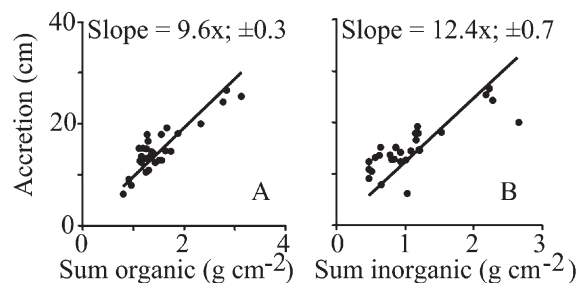 Slope = 9.6x; ±0.3
Slope = 12.4x; ±0.7
Accretion (cm)
40
20
0
A
B
0 2 4
0 1 2 3
Sum organic (g cm-2)
Sum inorganic (g cm-2)